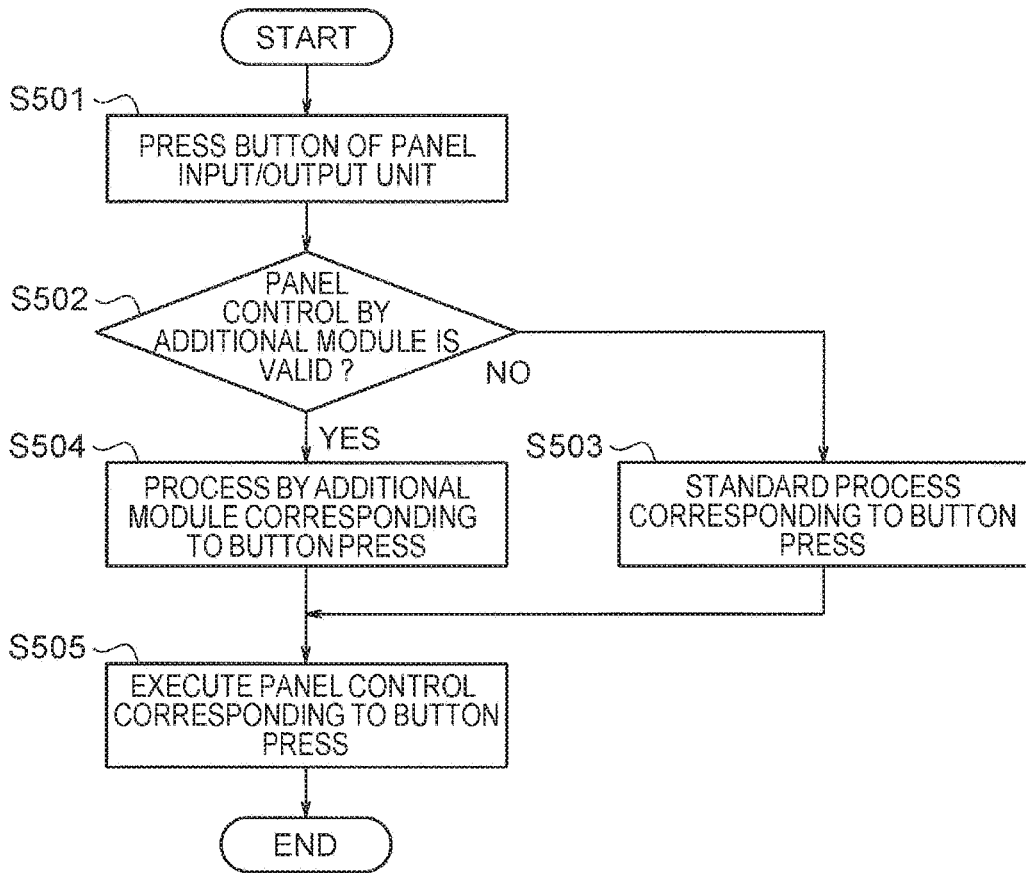 START
S501
PRESS BUTTON OF PANEL
INPUT/OUTPUT UNIT
S502
PANEL
CONTROL BY
ADDITIONAL MODULE IS
VALID ?
NO
YES
S504
PROCESS BY ADDITIONAL
MODULE CORRESPONDING
TO BUTTON PRESS
S503
STANDARD PROCESS
CORRESPONDING TO BUTTON
PRESS
S505
EXECUTE PANEL CONTROL
CORRESPONDING TO BUTTON
PRESS
END